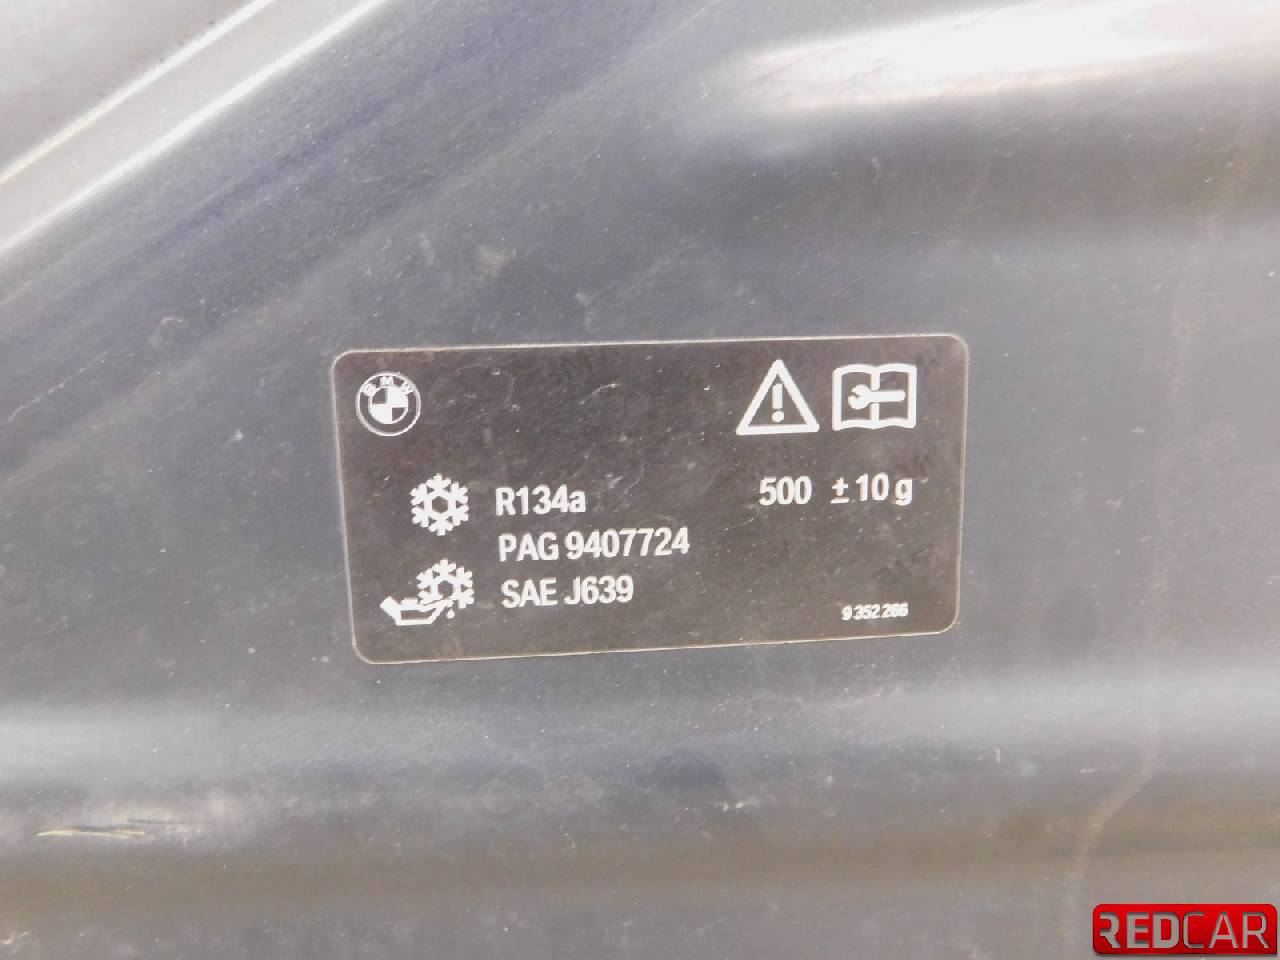 BMW
R134a 500 ±10 g
PAG 9407724
SAE J639
9 352 266
REDCAR